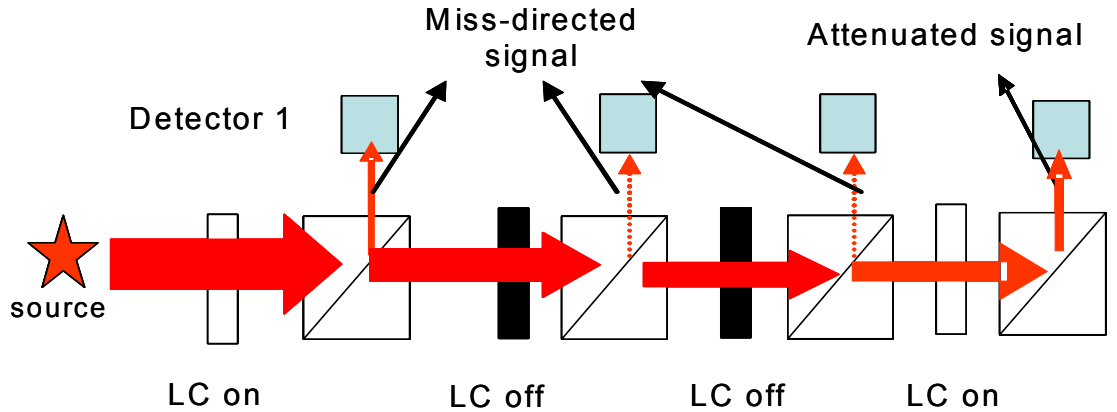 Miss-directed
signal
Attenuated signal
Detector 1
source
LC on
LC off
LC off
LC on